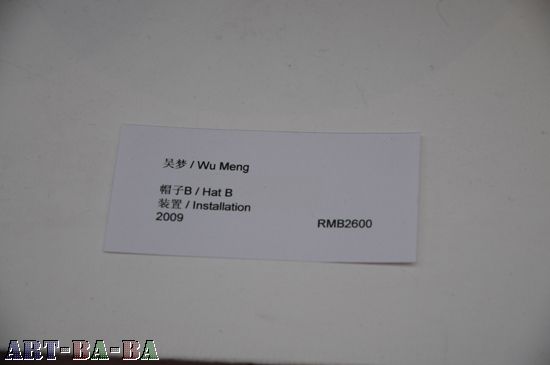 吴梦 / Wu Meng
帽子B / Hat B
装置 / Installation
2009 RMB2600
ART-BA-BA